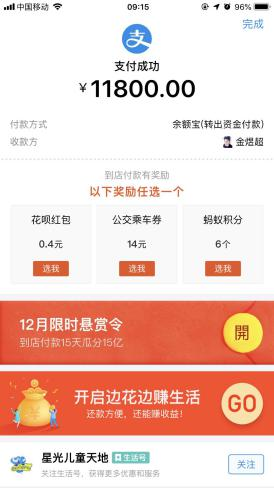 中国移动 09:15 96%
完成
支
支付成功
¥11800.00
付款方式 余额宝(转出资金付款)
收款方 金煜超
到店付款有奖励
以下奖励任选一个
花呗红包 公交乘车券 蚂蚁积分
0.4元 14元 6个
选我 选我 选我
12月限时悬赏令
到店付款15天瓜分15亿
開
开启边花边赚生活
还款方便，还能赚收益！
GO
星光儿童天地 生活号
关注生活号，获得更多优惠和服务
关注